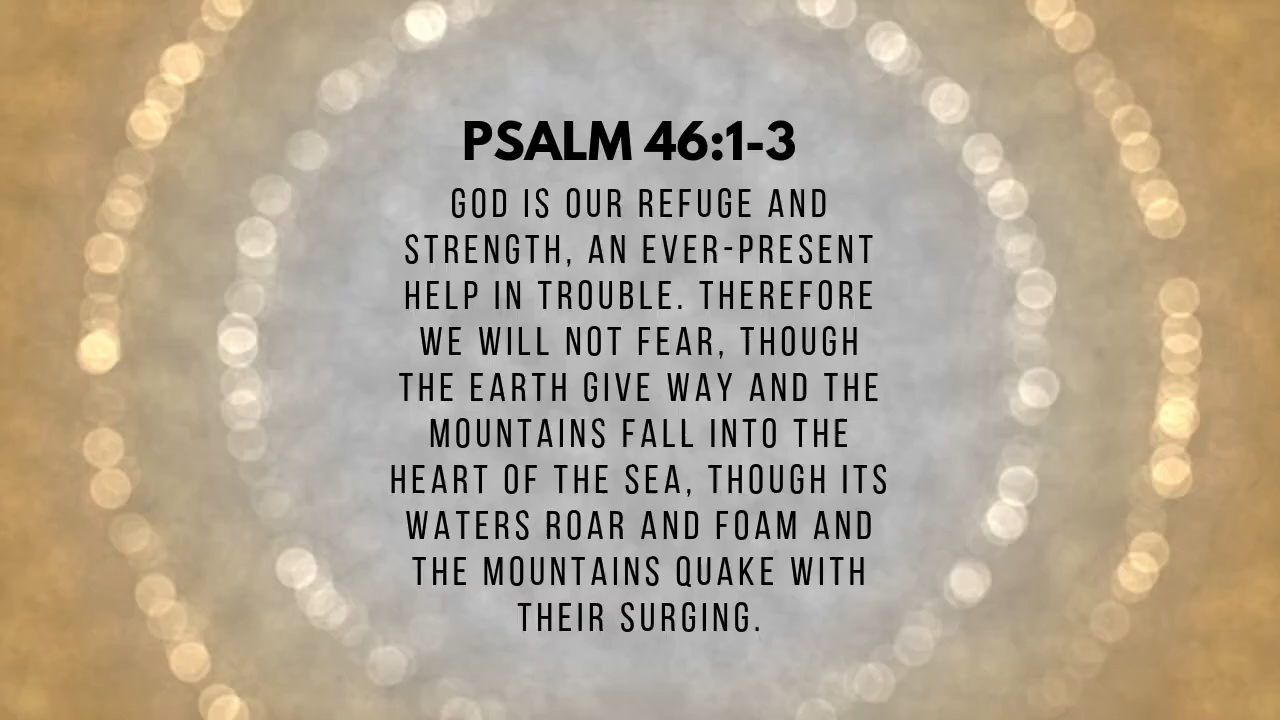 PSALM 46:1-3
GOD IS OUR REFUGE AND
STRENGTH, AN EVER-PRESENT
HELP IN TROUBLE. THEREFORE
WE WILL NOT FEAR, THOUGH
THE EARTH GIVE WAY AND THE
MOUNTAINS FALL INTO THE
HEART OF THE SEA, THOUGH ITS
WATERS ROAR AND FOAM AND
THE MOUNTAINS QUAKE WITH
THEIR SURGING.